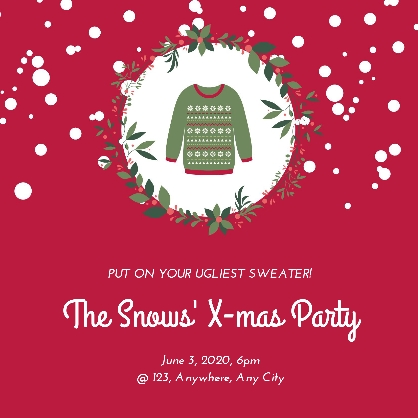 PUT ON YOUR UGLIEST SWEATER!
The Snows' X-mas Party
June 3, 2020, 6pm
@ 123, Anywhere, Any City